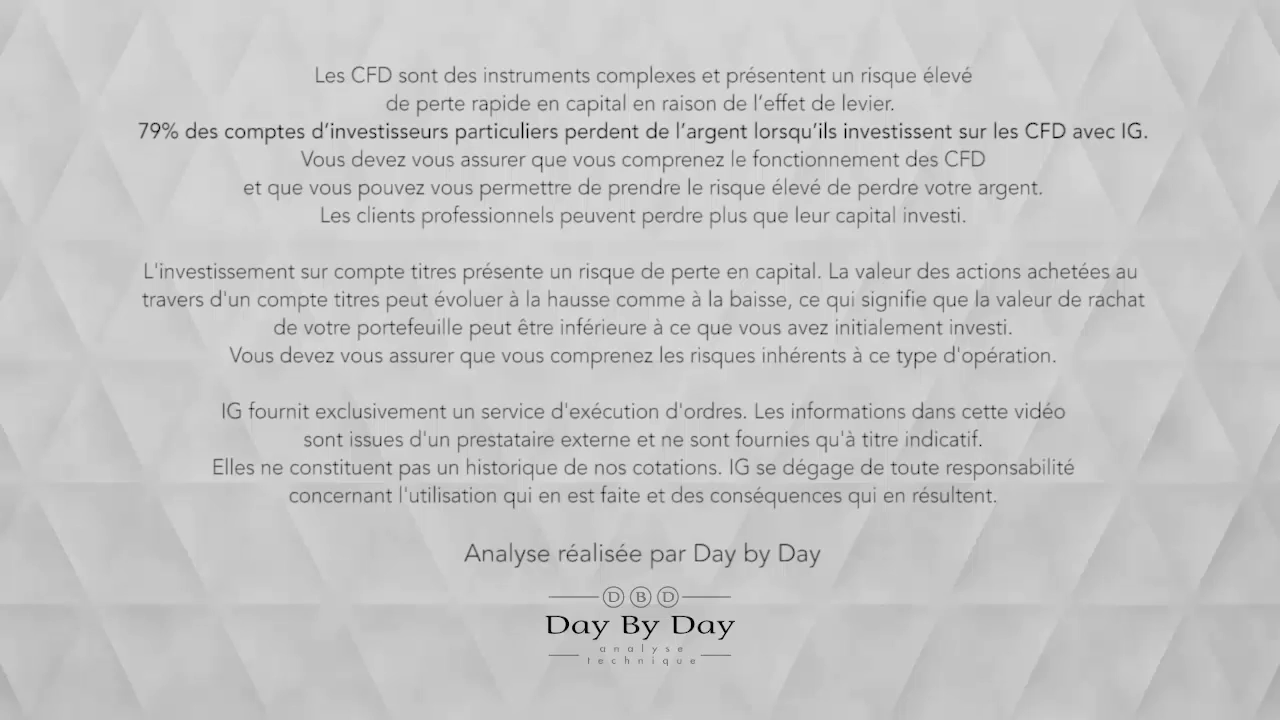 Les CFD sont des instruments complexes et présentent un risque élevé
de perte rapide en capital en raison de l’effet de levier.
79% des comptes d’investisseurs particuliers perdent de l’argent lorsqu’ils investissent sur les CFD avec IG.
Vous devez vous assurer que vous comprenez le fonctionnement des CFD
et que vous pouvez vous permettre de prendre le risque élevé de perdre votre argent.
Les clients professionnels peuvent perdre plus que leur capital investi.
L'investissement sur compte titres présente un risque de perte en capital. La valeur des actions achetées au
travers d'un compte titres peut évoluer à la hausse comme à la baisse, ce qui signifie que la valeur de rachat
de votre portefeuille peut être inférieure à ce que vous avez initialement investi.
Vous devez vous assurer que vous comprenez les risques inhérents à ce type d'opération.
IG fournit exclusivement un service d'exécution d'ordres. Les informations dans cette vidéo
sont issues d'un prestataire externe et ne sont fournies qu'à titre indicatif.
Elles ne constituent pas un historique de nos cotations. IG se dégage de toute responsabilité
concernant l'utilisation qui en est faite et des conséquences qui en résultent.
Analyse réalisée par Day by Day
D B D
Day By Day
analyse
technique